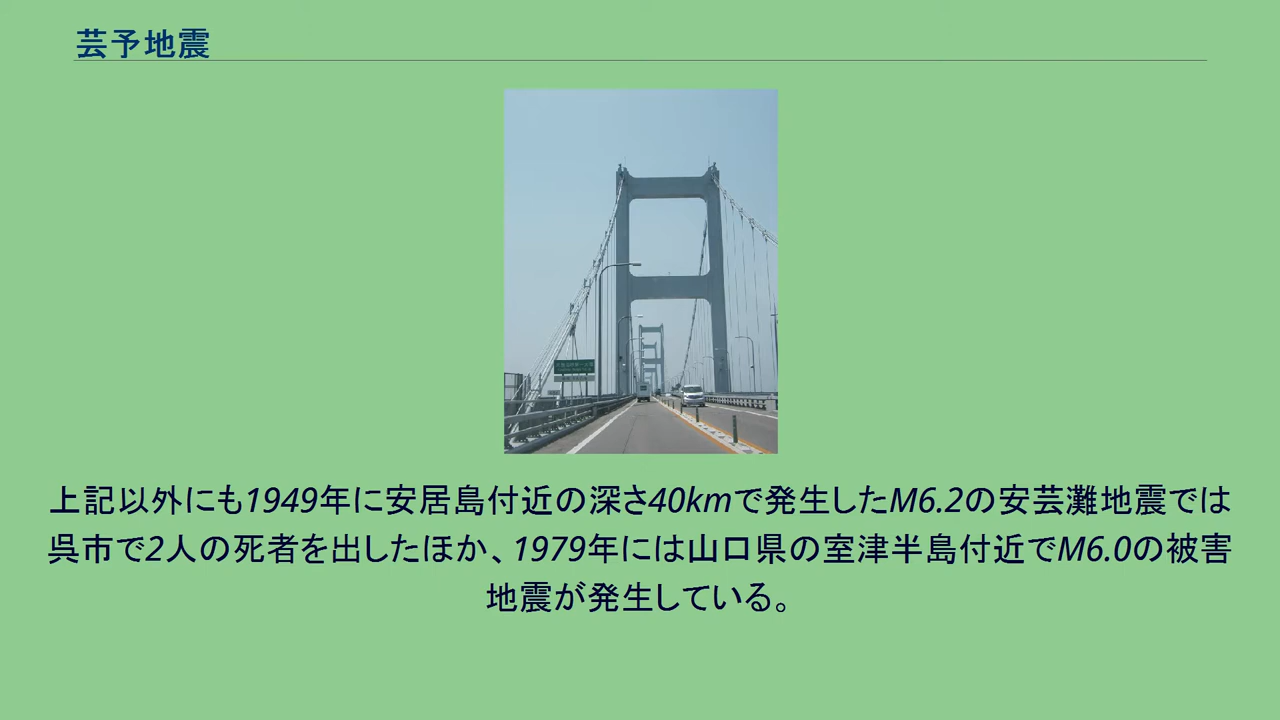 芸予地震
上記以外にも1949年に安居島付近の深さ40kmで発生したM6.2の安芸灘地震では
呉市で2人の死者を出したほか、1979年には山口県の室津半島付近でM6.0の被害
地震が発生している。